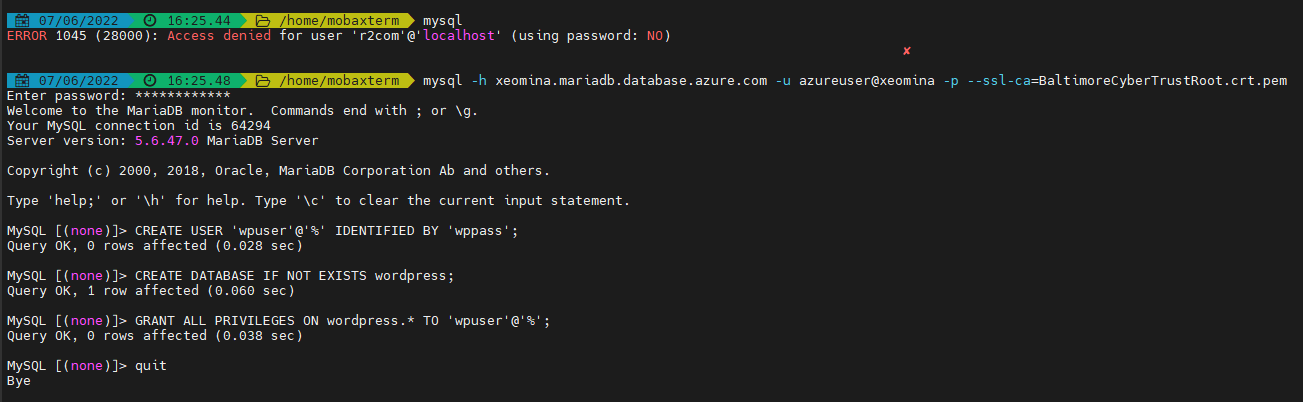 07/06/2022 16:25.44 /home/mobaxterm mysql
ERROR 1045 (28000): Access denied for user 'r2com'@'localhost' (using password: NO)
✘
07/06/2022 16:25.48 /home/mobaxterm mysql -h xeomina.mariadb.database.azure.com -u azureuser@xeomina -p --ssl-ca=BaltimoreCyberTrustRoot.crt.pem
Enter password: *************
Welcome to the MariaDB monitor.  Commands end with ; or \g.
Your MySQL connection id is 64294
Server version: 5.6.47.0 MariaDB Server
Copyright (c) 2000, 2018, Oracle, MariaDB Corporation Ab and others.
Type 'help;' or '\h' for help. Type '\c' to clear the current input statement.
MySQL [(none)]> CREATE USER 'wpuser'@'%' IDENTIFIED BY 'wppass';
Query OK, 0 rows affected (0.028 sec)
MySQL [(none)]> CREATE DATABASE IF NOT EXISTS wordpress;
Query OK, 1 row affected (0.060 sec)
MySQL [(none)]> GRANT ALL PRIVILEGES ON wordpress.* TO 'wpuser'@'%';
Query OK, 0 rows affected (0.038 sec)
MySQL [(none)]> quit
Bye